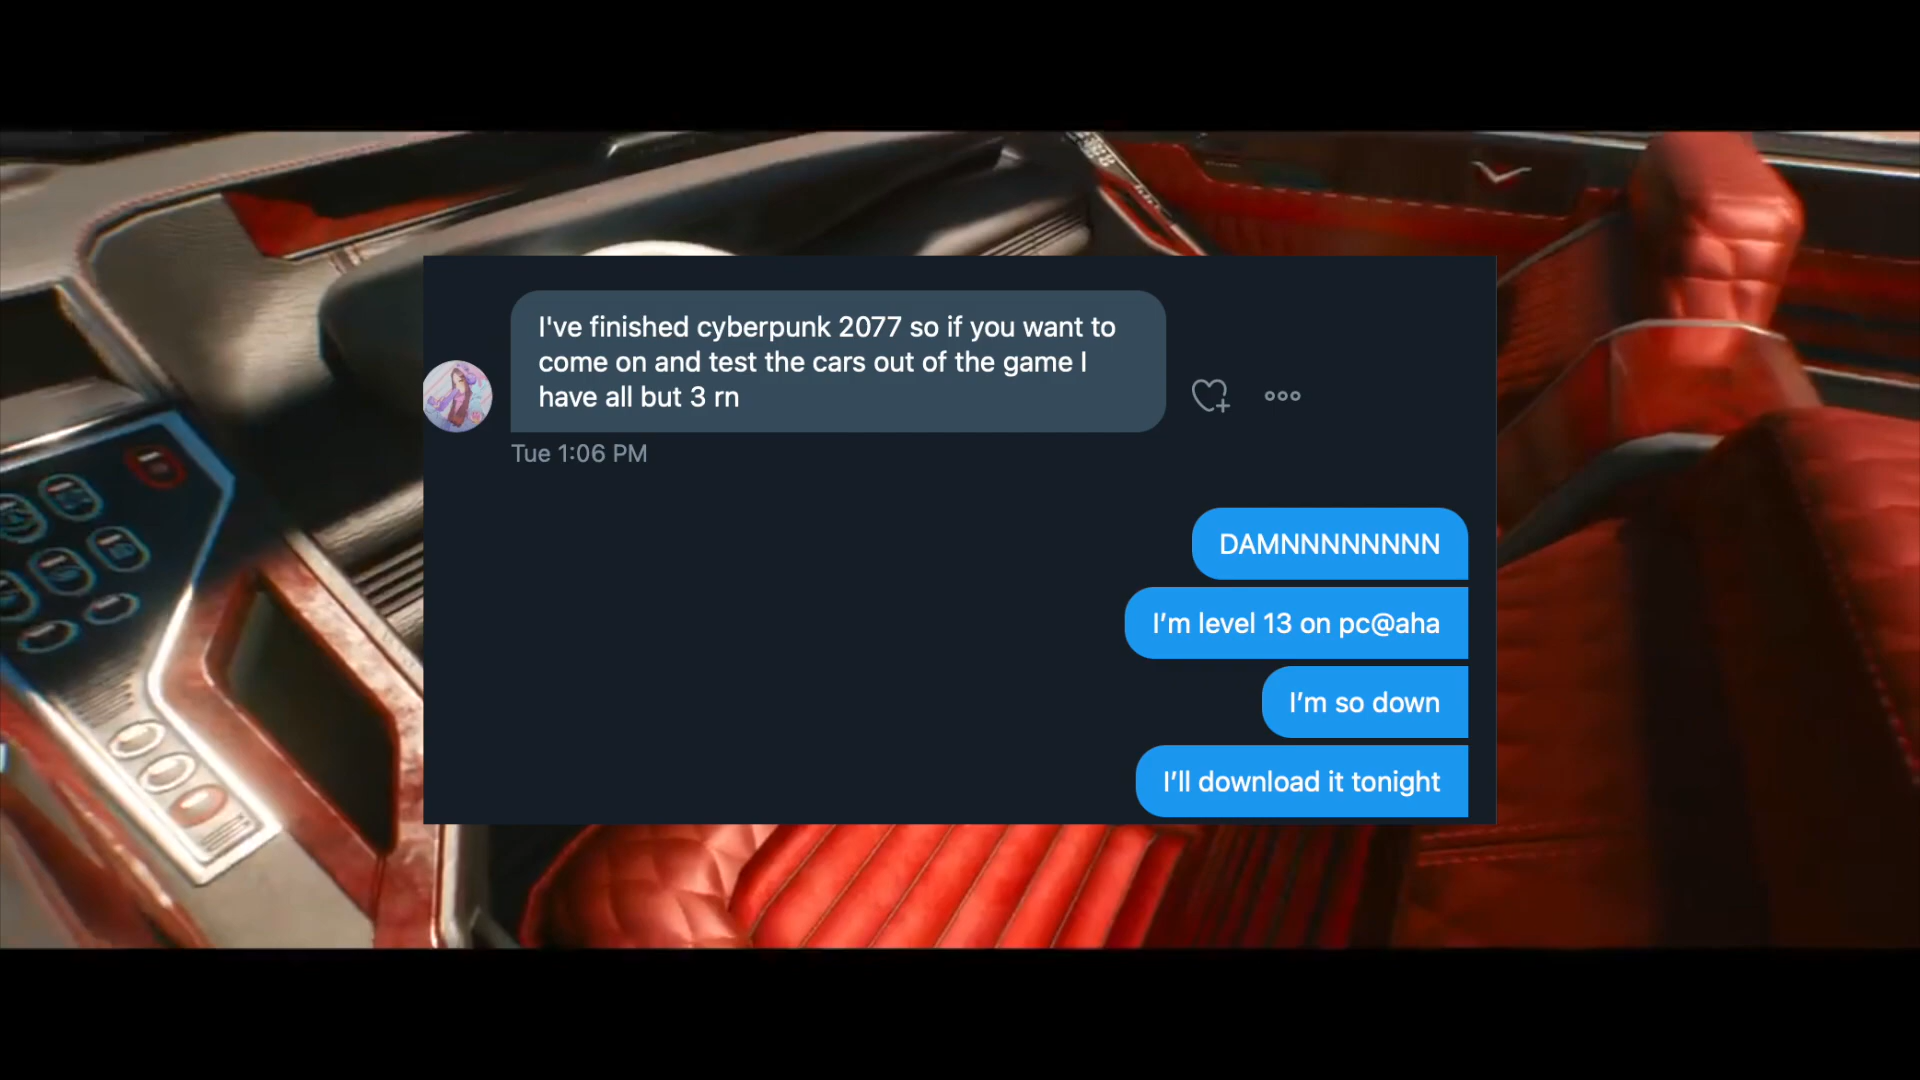 I've finished cyberpunk 2077 so if you want to
come on and test the cars out of the game I
have all but 3 rn
Tue 1:06 PM
DAMNNNNNNNN
I’m level 13 on pc@aha
I’m so down
I’ll download it tonight